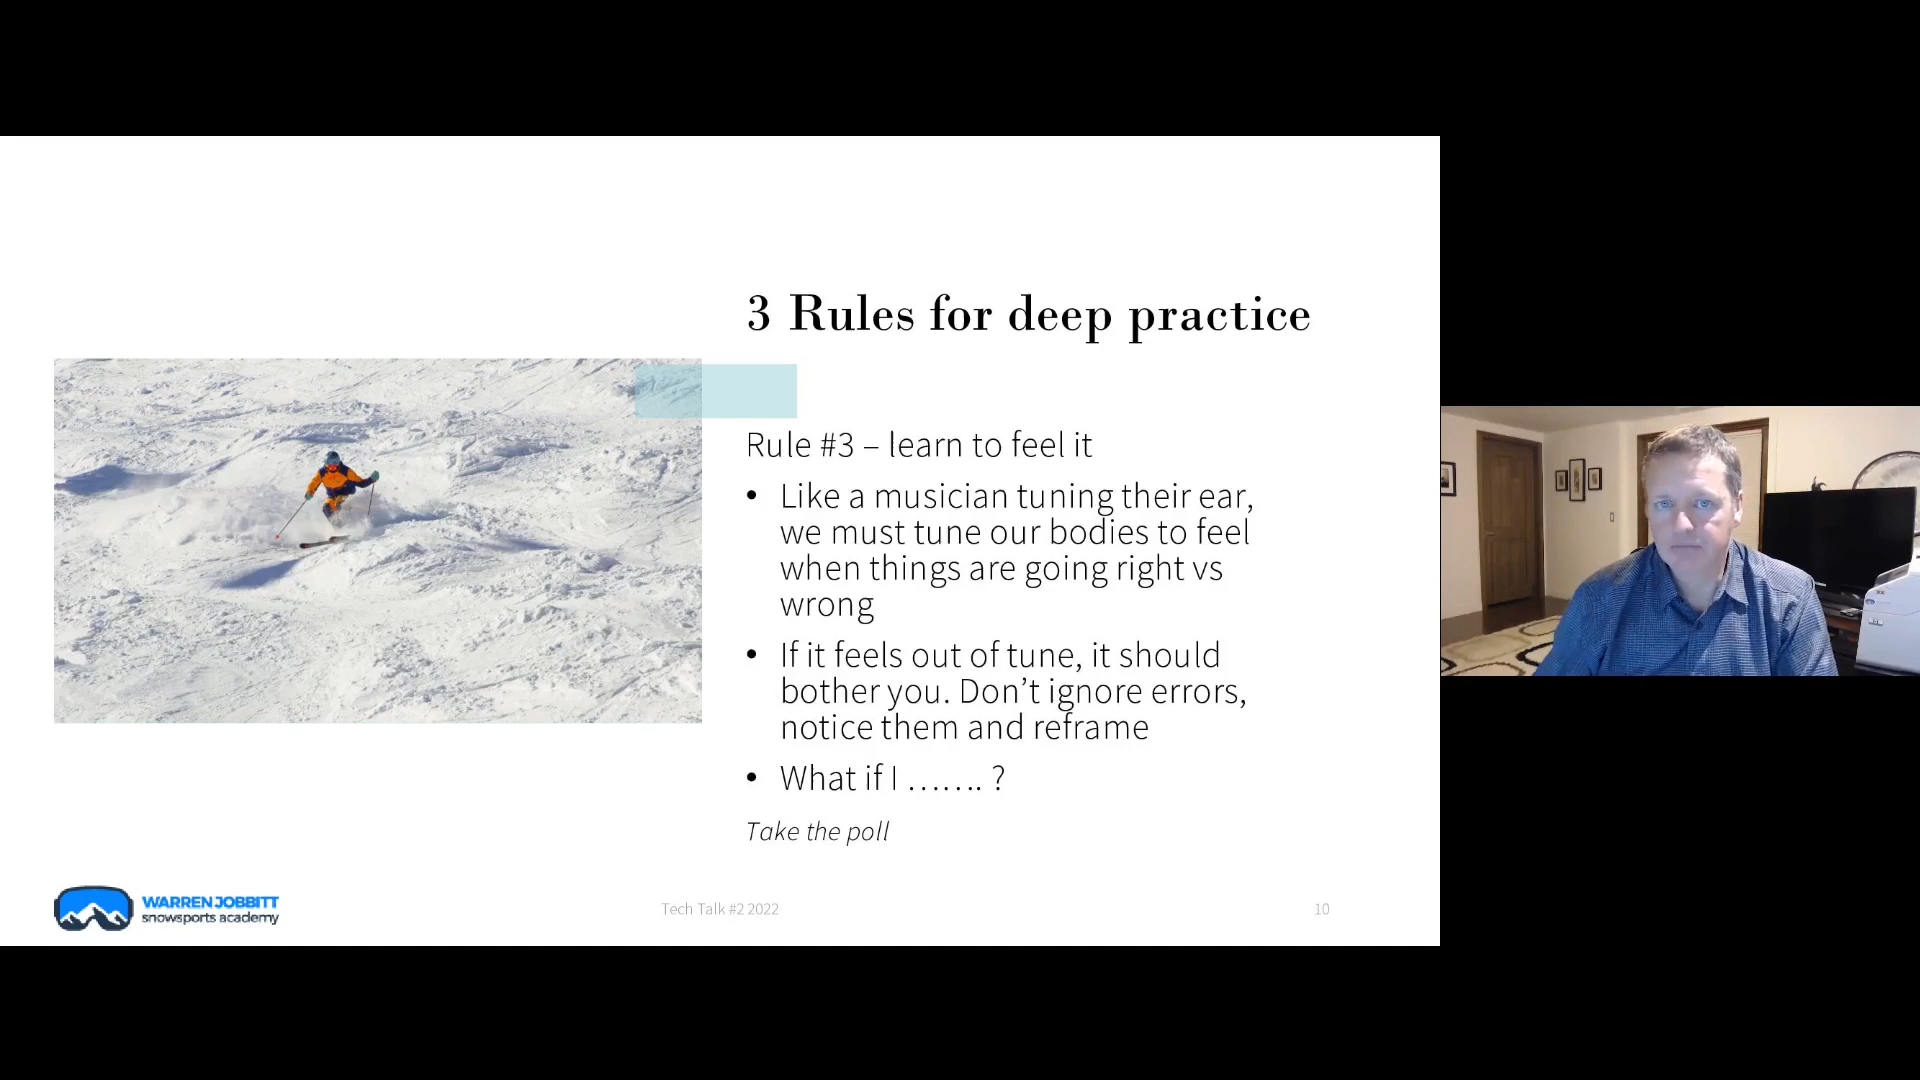 3 Rules for deep practice
Rule #3 – learn to feel it
• Like a musician tuning their ear,
we must tune our bodies to feel
when things are going right vs
wrong
• If it feels out of tune, it should
bother you. Don’t ignore errors,
notice them and reframe
• What if I ....... ?
Take the poll
WARREN JOBBITT
snowsports academy
Tech Talk #2 2022
10